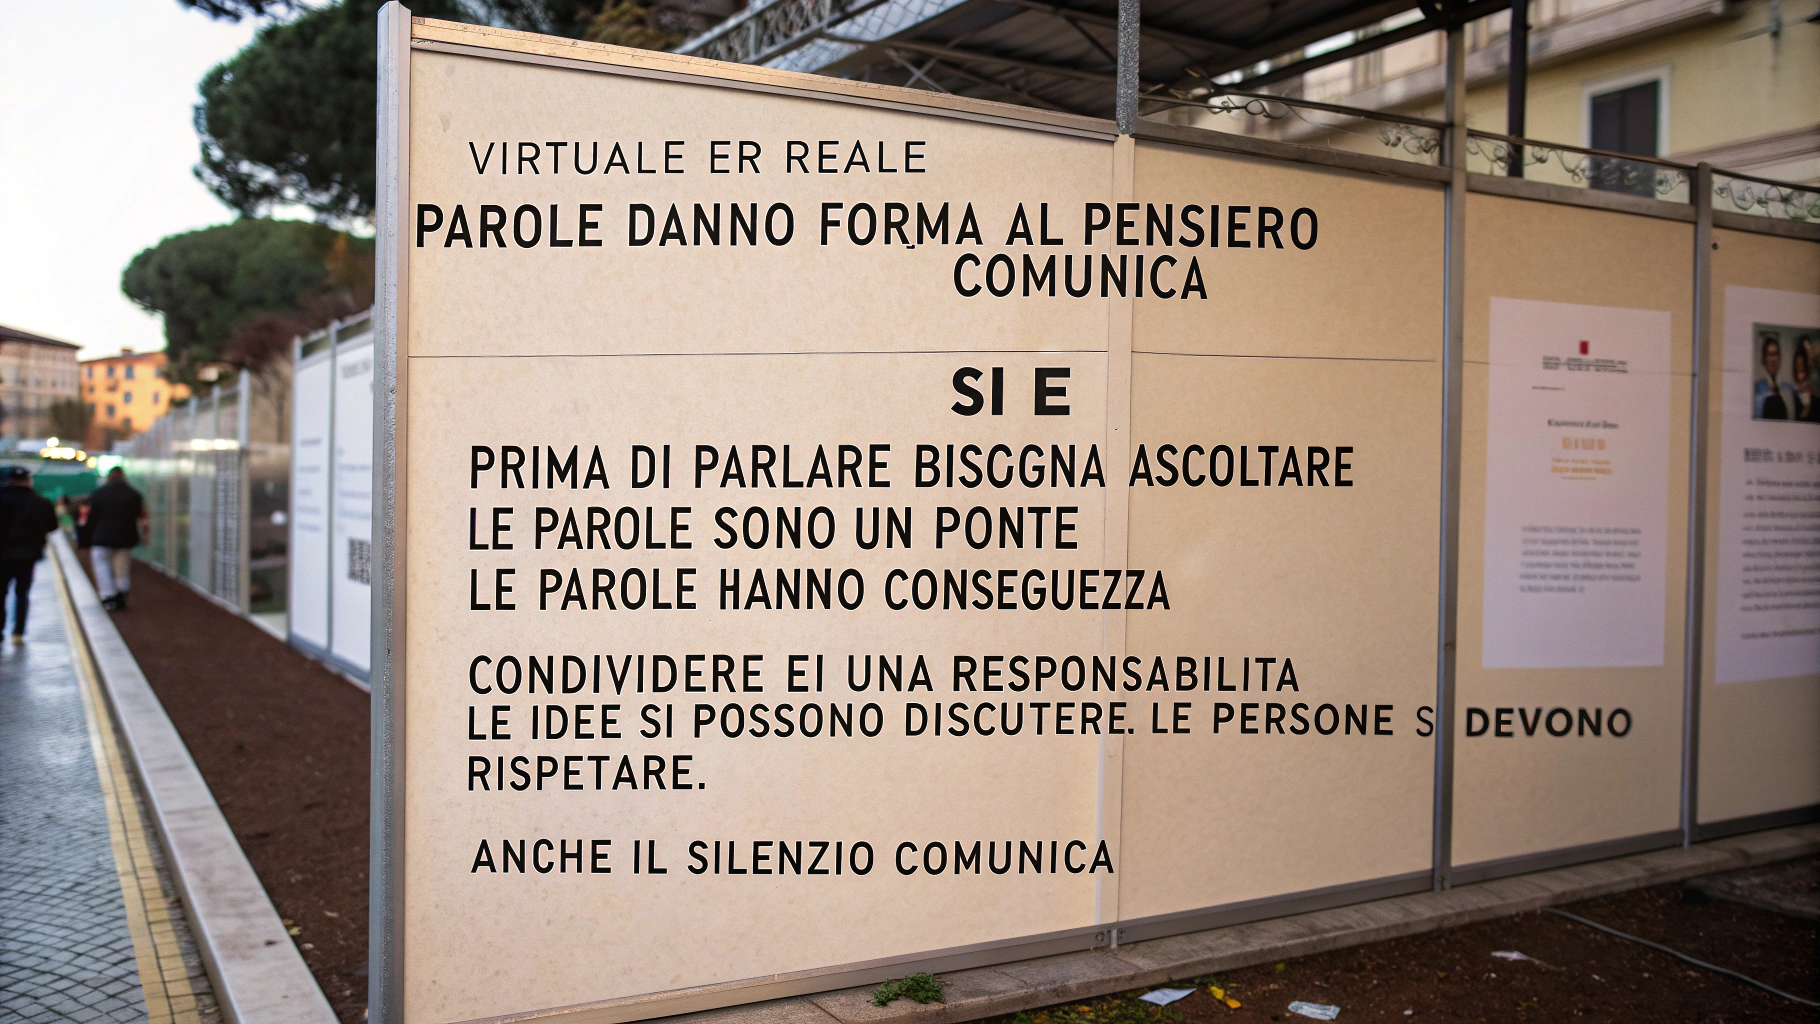 VIRTUALE ER REALE
PAROLE DANNO FORMA AL PENSIERO
COMUNICA
SI E
PRIMA DI PARLARE BISOGNA ASCOLTARE
LE PAROLE SONO UN PONTE
LE PAROLE HANNO CONSEGUEZZA
CONDIVIDERE EI UNA RESPONSABILITA
LE IDEE SI POSSONO DISCUTERE. LE PERSONE S DEVONO
RISPETARE.
ANCHE IL SILENZIO COMUNICA